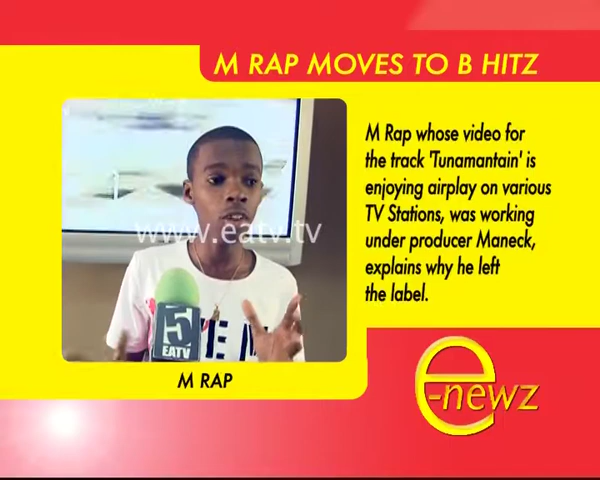 M RAP MOVES TO B HITZ
M Rap whose video for
the track 'Tunamantain' is
enjoying airplay on various
TV Stations, was working
under producer Maneck,
explains why he left
the label.
www.eatv.tv
5
EATV
M RAP
e-newz